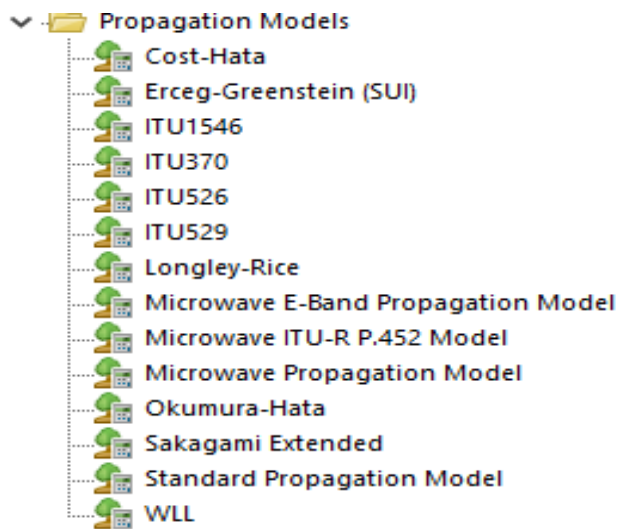 Propagation Models
Cost-Hata
Erceg-Greenstein (SUI)
ITU1546
ITU370
ITU526
ITU529
Longley-Rice
Microwave E-Band Propagation Model
Microwave ITU-R P.452 Model
Microwave Propagation Model
Okumura-Hata
Sakagami Extended
Standard Propagation Model
WLL